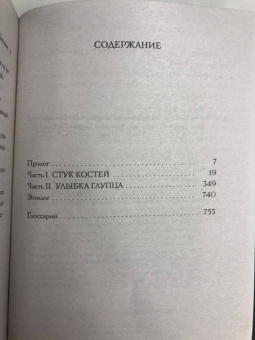 СОДЕРЖАНИЕ
Пролог 7
Часть I. СТУК КОСТЕЙ 19
Часть II. УЛЫБКА ГЛУПЦА 349
Эпилог 740
Глоссарий 755